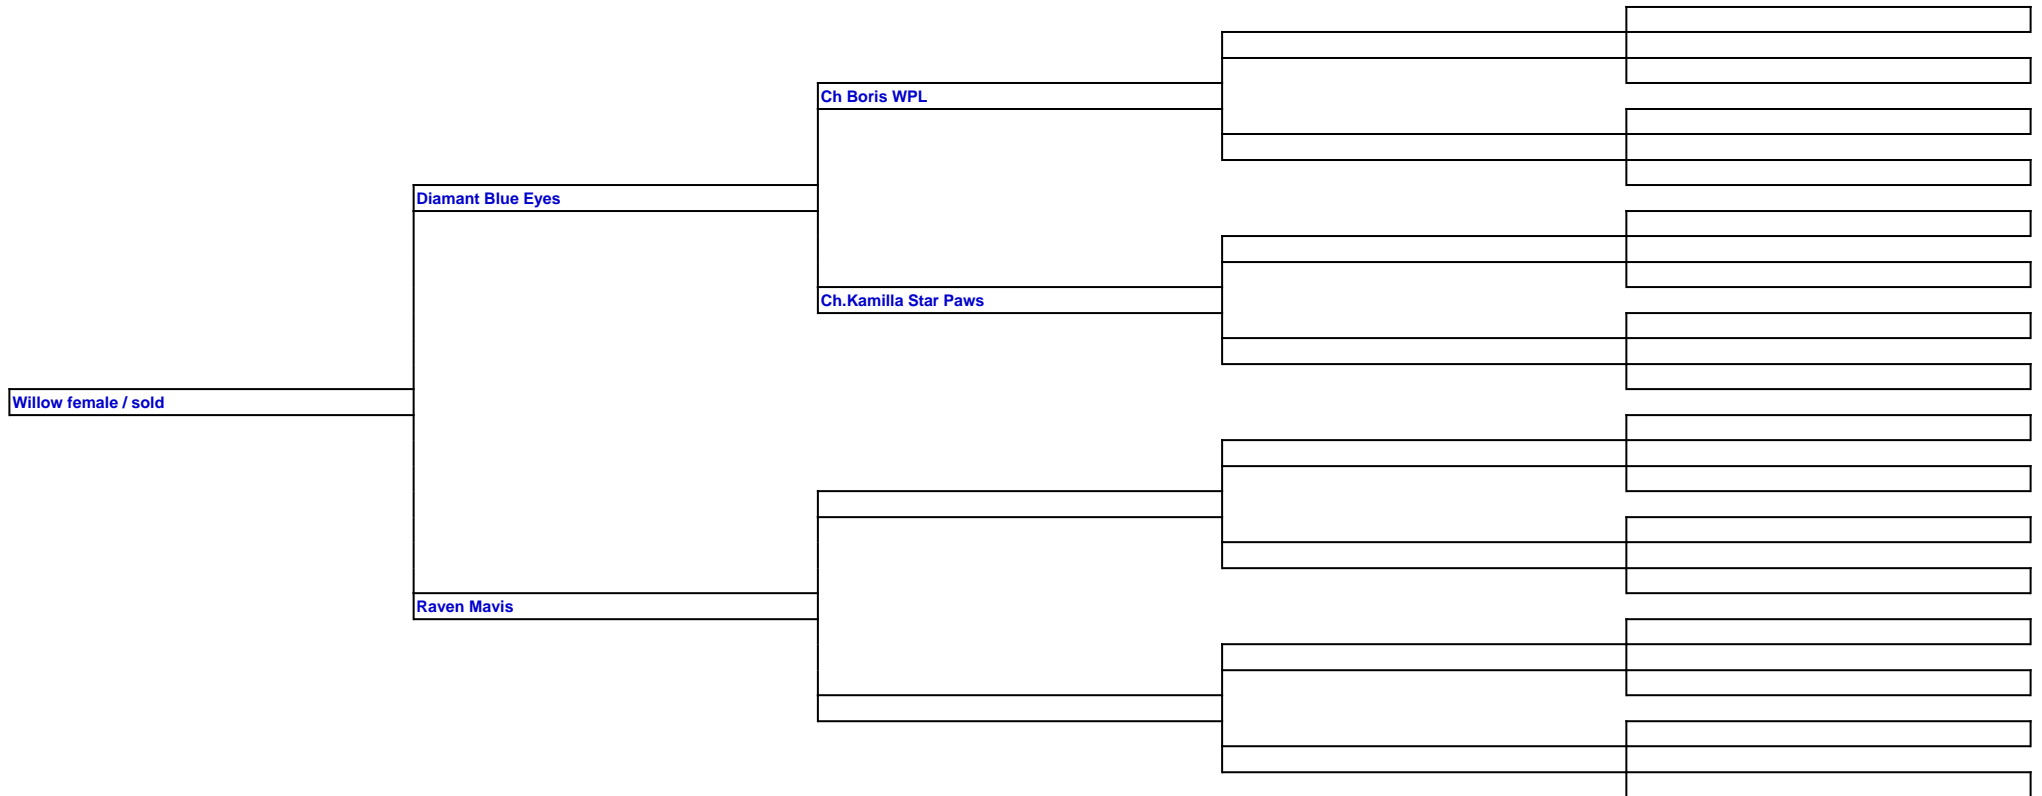 Ch Boris WPL
Diamant Blue Eyes
Ch.Kamilla Star Paws
Willow female / sold
Raven Mavis